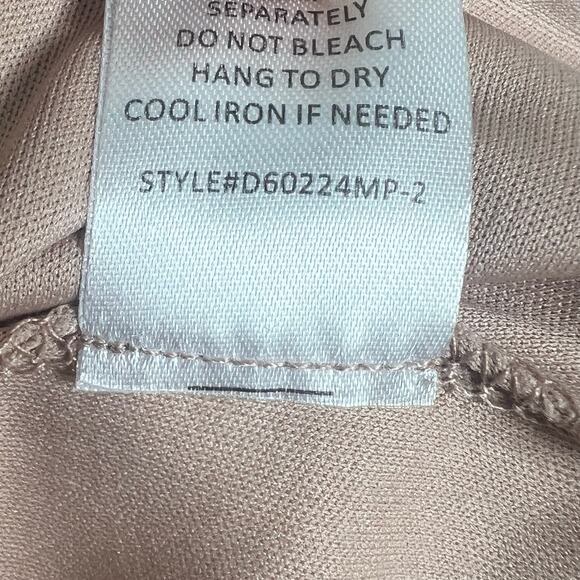 SEPARATELY
DO NOT BLEACH
HANG TO DRY
COOL IRON IF NEEDED
STYLE#D60224MP-2